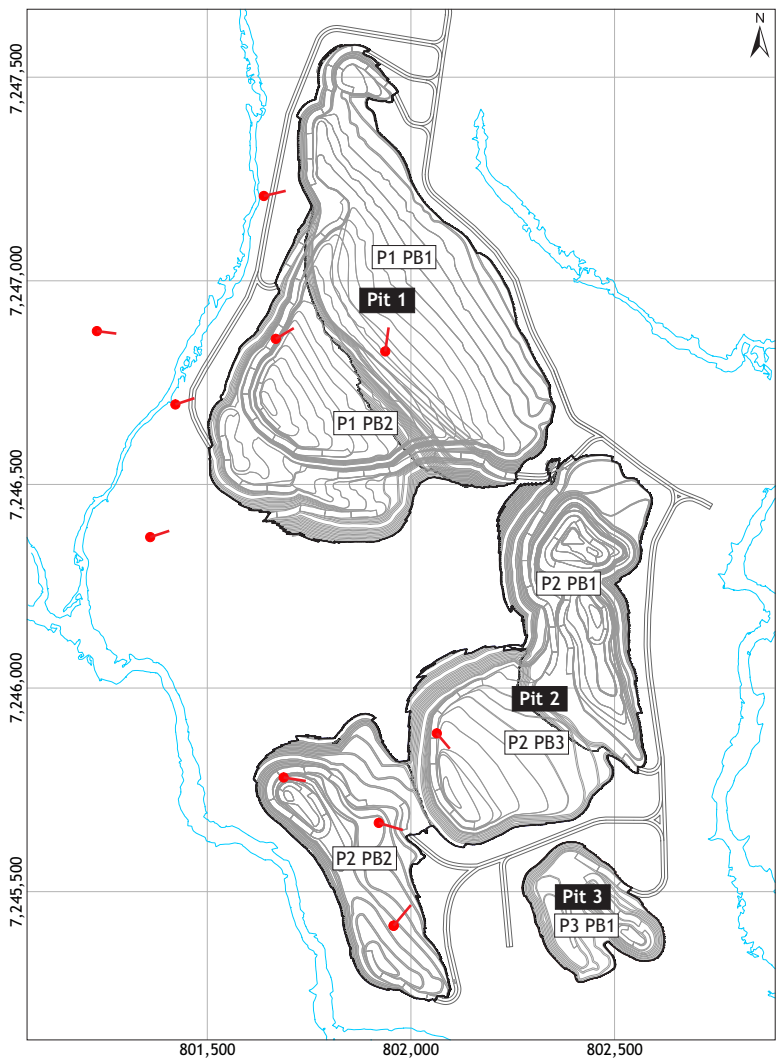 N
7,247,500
P1 PB1
7,247,000
Pit 1
P1 PB2
7,246,500
P2 PB1
7,246,000
Pit 2
P2 PB3
P2 PB2
7,245,500
Pit 3
P3 PB1
801,500
802,000
802,500